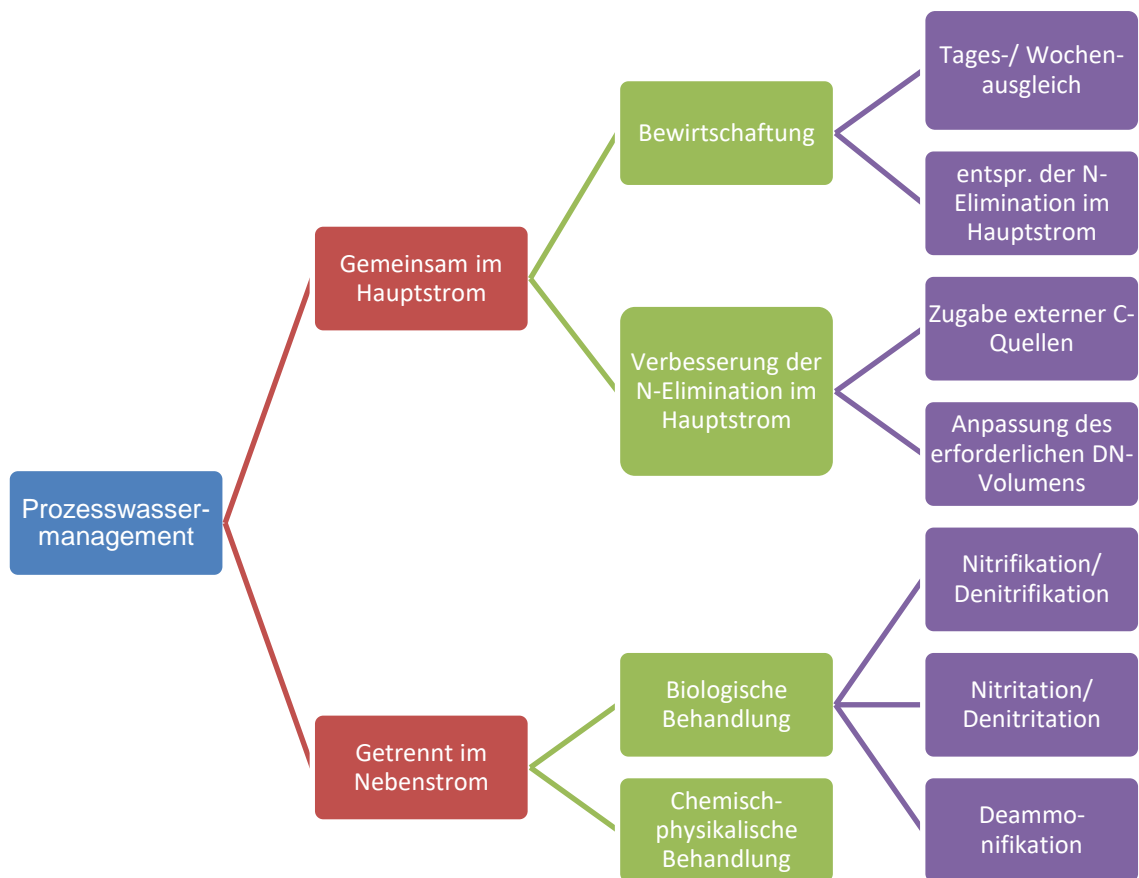 Prozesswasser-
management
Gemeinsam im
Hauptstrom
Bewirtschaftung
Tages-/ Wochen-
ausgleich
entspr. der N-
Elimination im
Hauptstrom
Verbesserung der
N-Elimination im
Hauptstrom
Zugabe externer C-
Quellen
Anpassung des
erforderlichen DN-
Volumens
Getrennt im
Nebenstrom
Biologische
Behandlung
Nitrifikation/
Denitrifikation
Nitritation/
Denitritation
Deammo-
nifikation
Chemisch-
physikalische
Behandlung